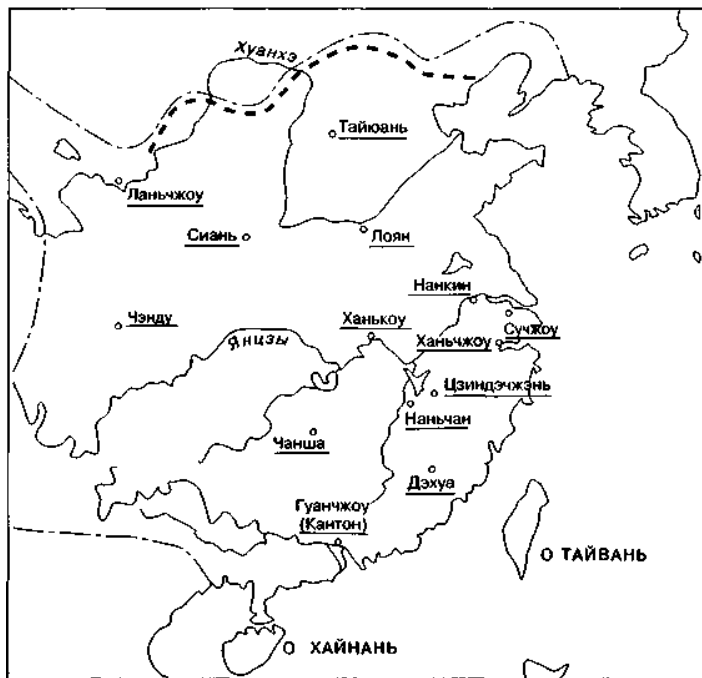 Хуанхэ
Тайюань
Ланьчжоу
Сиань
Лоян
Нанкин
Чэнду
Янцзы
Ханькоу
Ханьчжоу
Сучжоу
Цзиндэчжэнь
Наньчан
Чанша
Дэхуа
Гуанчжоу
(Кантон)
О ТАЙВАНЬ
О ХАЙНАНЬ